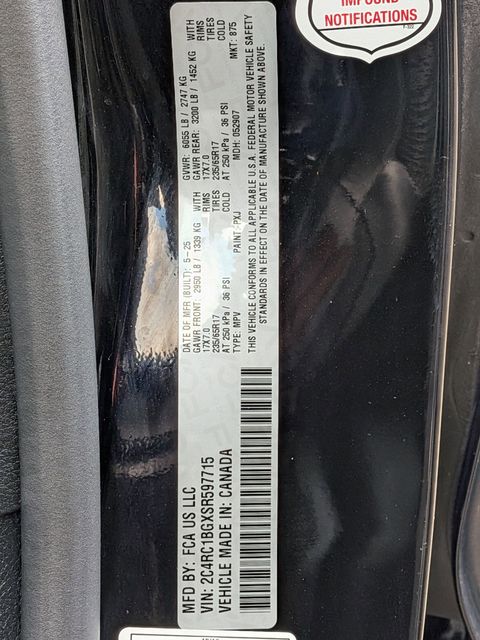 MFD BY: FCA US LLC
VIN: 2C4RC1BGXSR597715
VEHICLE MADE IN: CANADA
DATE OF MFR (BUILT): 5-25
GVWR: 6055 LB / 2747 KG
GAWR FRONT: 2950 LB / 1339 KG WITH
GAWR REAR: 3200 LB / 1452 KG WITH
17X7.0 RIMS
17X7.0 RIMS
235/65R17 TIRES
235/65R17 TIRES
AT 250 kPa / 36 PSI COLD
AT 250 kPa / 36 PSI COLD
TYPE: MPV PAINT: PXJ MDH: 052907 MKT: 875
THIS VEHICLE CONFORMS TO ALL APPLICABLE U.S.A. FEDERAL MOTOR VEHICLE SAFETY
STANDARDS IN EFFECT ON THE DATE OF MANUFACTURE SHOWN ABOVE.
IMPOUND
NOTIFICATIONS